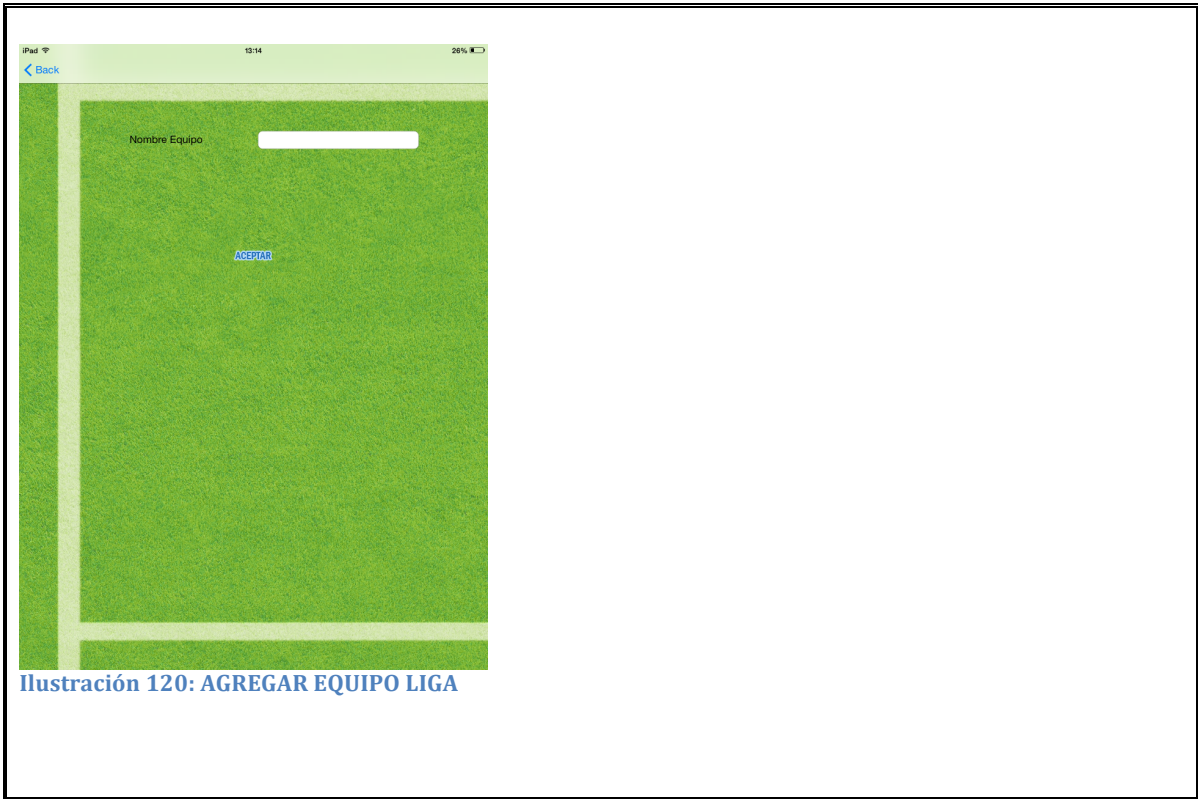 iPad 13:14 26%
Back
Nombre Equipo
ACEPTAR
Ilustración 120: AGREGAR EQUIPO LIGA